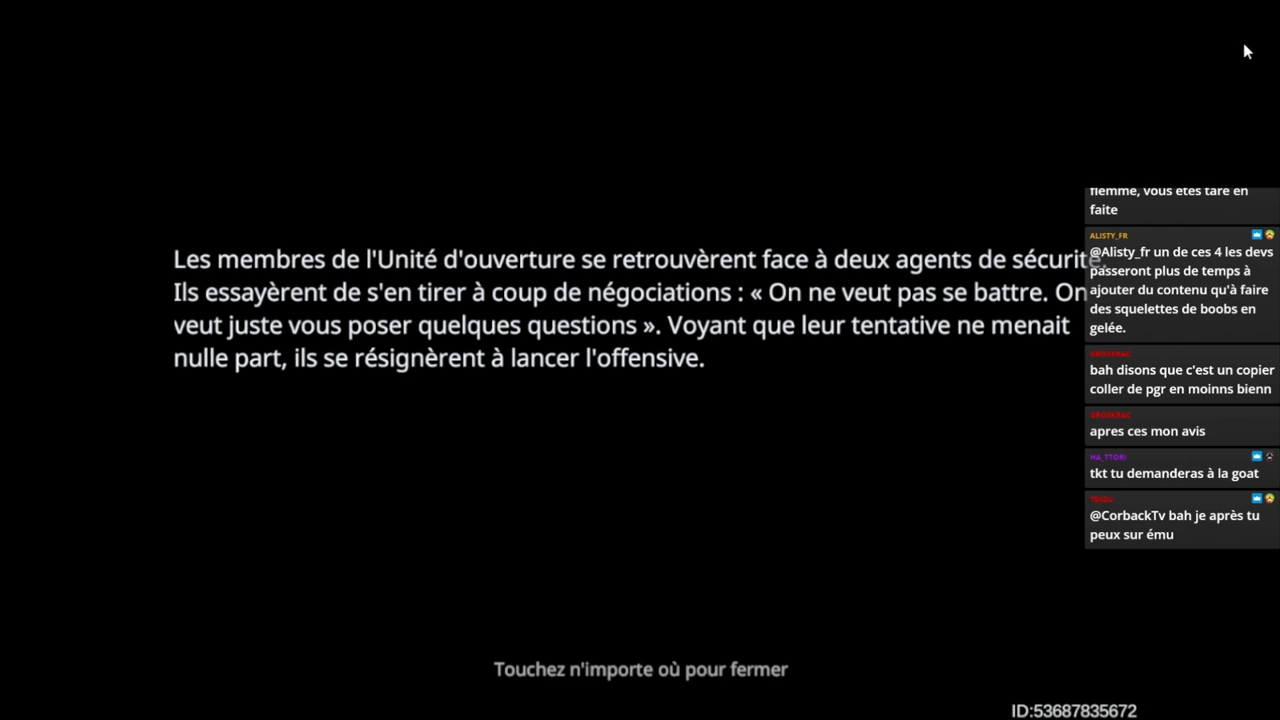 Les membres de l'Unité d'ouverture se retrouvèrent face à deux agents de sécurité.
Ils essayèrent de s'en tirer à coup de négociations : « On ne veut pas se battre. On
veut juste vous poser quelques questions ». Voyant que leur tentative ne menait
nulle part, ils se résignèrent à lancer l'offensive.
Touchez n'importe où pour fermer
ID:53687835672
flemme, vous êtes taré en
faite
ALISTY_FR
@Alisty_fr un de ces 4 les devs
passeront plus de temps à
ajouter du contenu qu'à faire
des squelettes de boobs en
gelée.
bah disons que c'est un copier
coller de pgr en moinns bienn
apres ces mon avis
HA_TTORI
tkt tu demanderas à la goat
@CorbackTv bah je après tu
peux sur ému